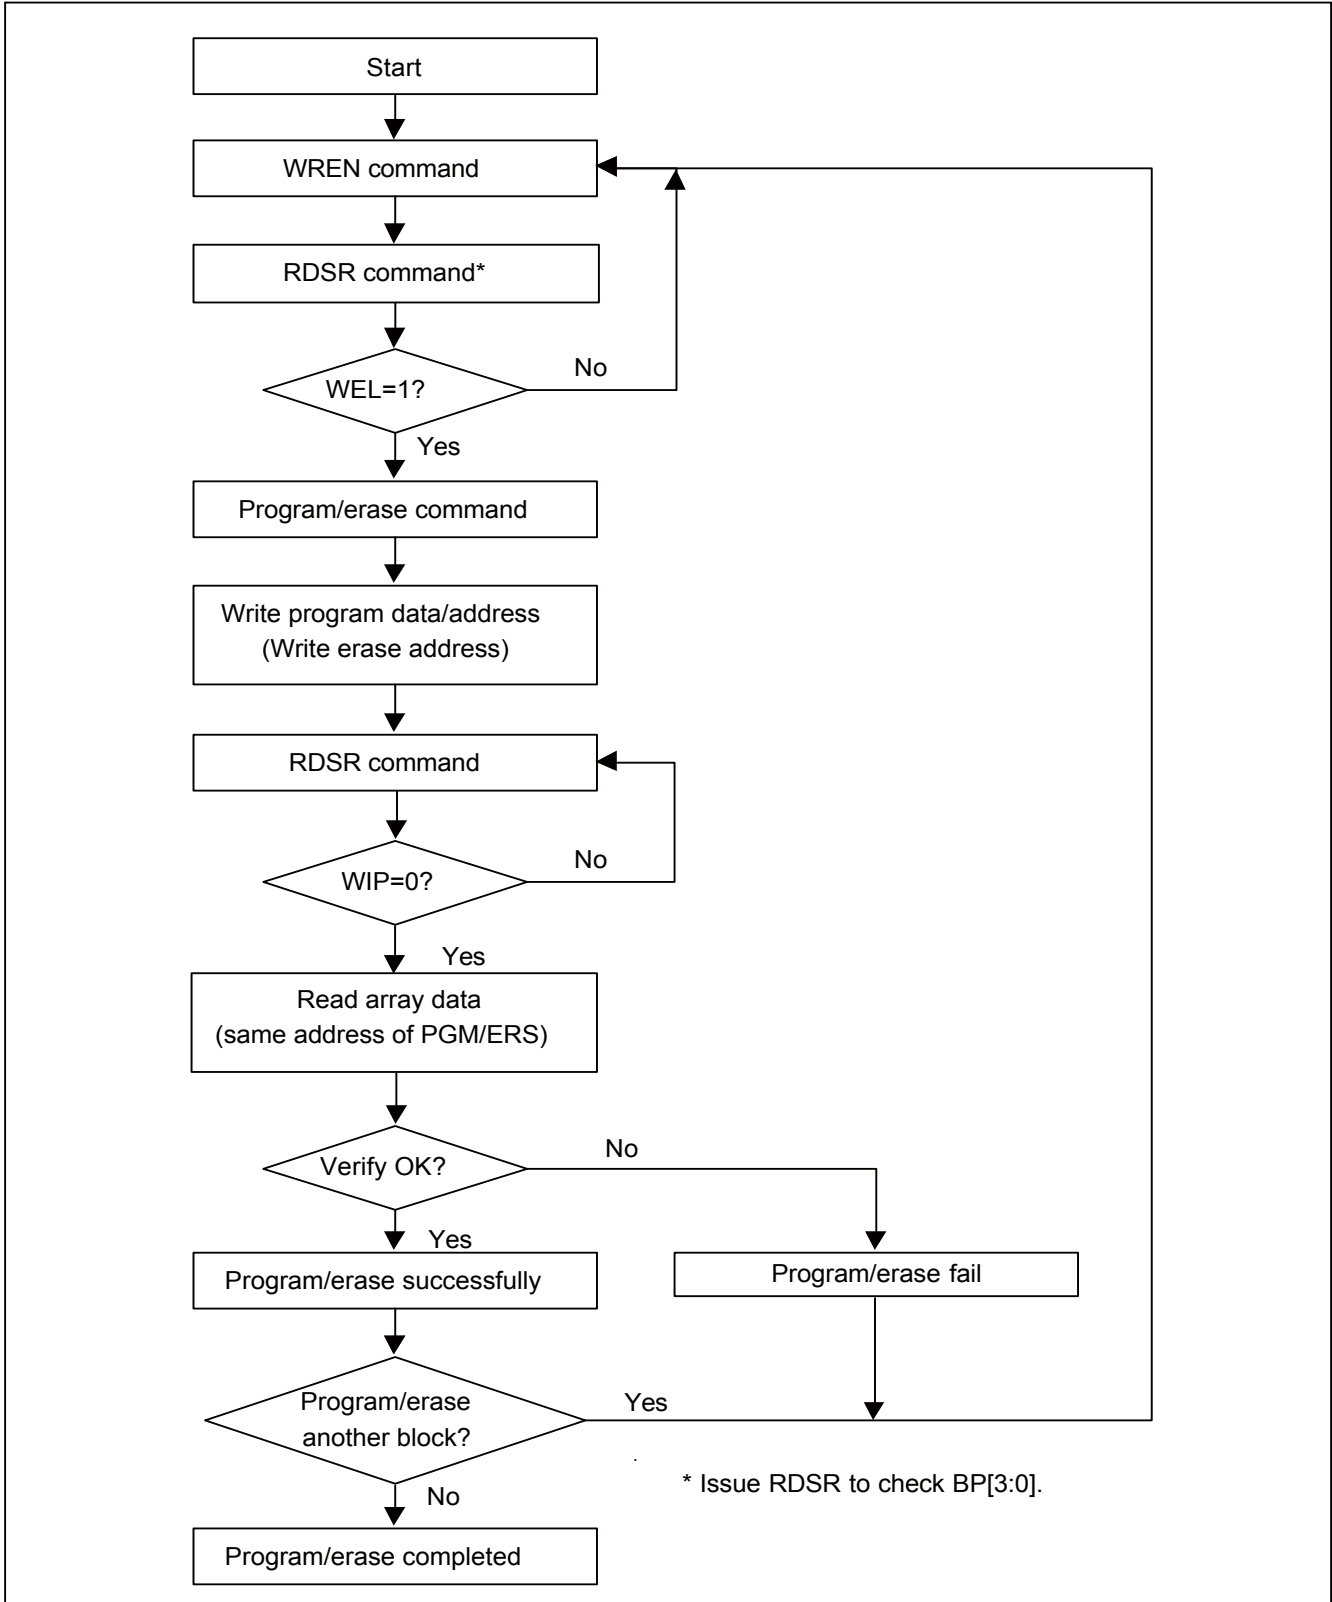 Start
WREN command
RDSR command*
WEL=1?
No
Yes
Program/erase command
Write program data/address
(Write erase address)
RDSR command
WIP=0?
No
Yes
Read array data
(same address of PGM/ERS)
Verify OK?
No
Yes
Program/erase successfully
Program/erase fail
Program/erase
another block?
Yes
* Issue RDSR to check BP[3:0].
No
Program/erase completed